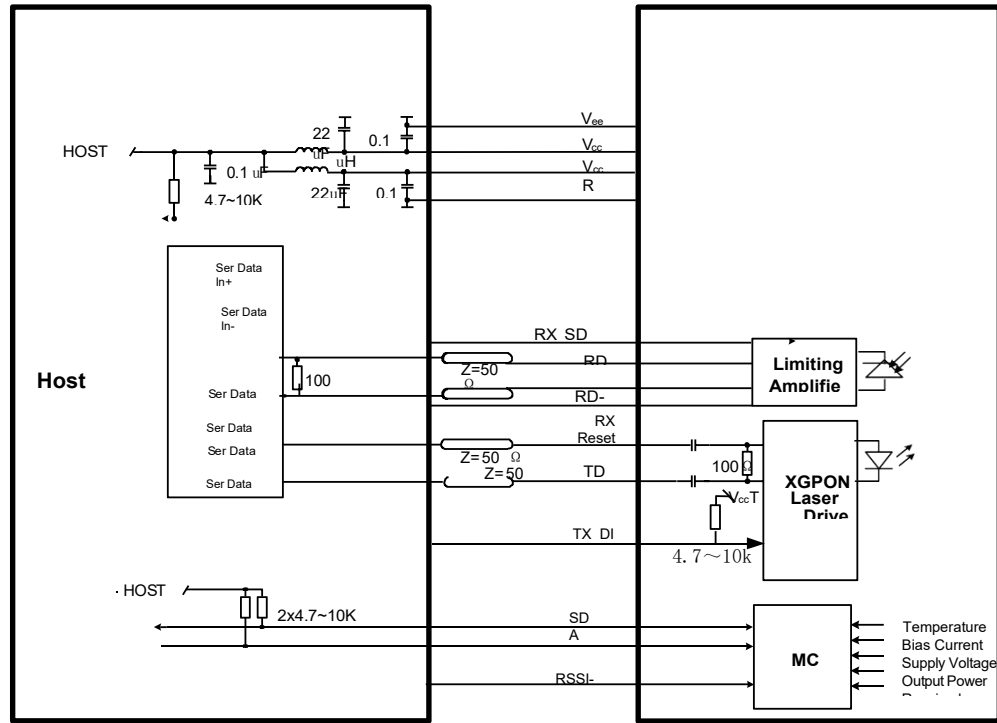 Vee
22
uF
0.1
HOST
Vcc
uH
0.1 uF
Vcc
4.7~10K
22uF
0.1
R
Ser Data
In+
Ser Data
In-
RX SD
RD
Z=50
Ω
100
Host
Limiting
Amplifie
RD-
Ser Data
RX
Reset
Ser Data
Ser Data
Z=50 Ω
Z=50
TD
100 Ω
XGPON
Laser
Drive
Ser Data
VccT
TX DI
4.7～10k
HOST
2x4.7~10K
SD
A
MC
Temperature
Bias Current
Supply Voltage
Output Power
RSSI-